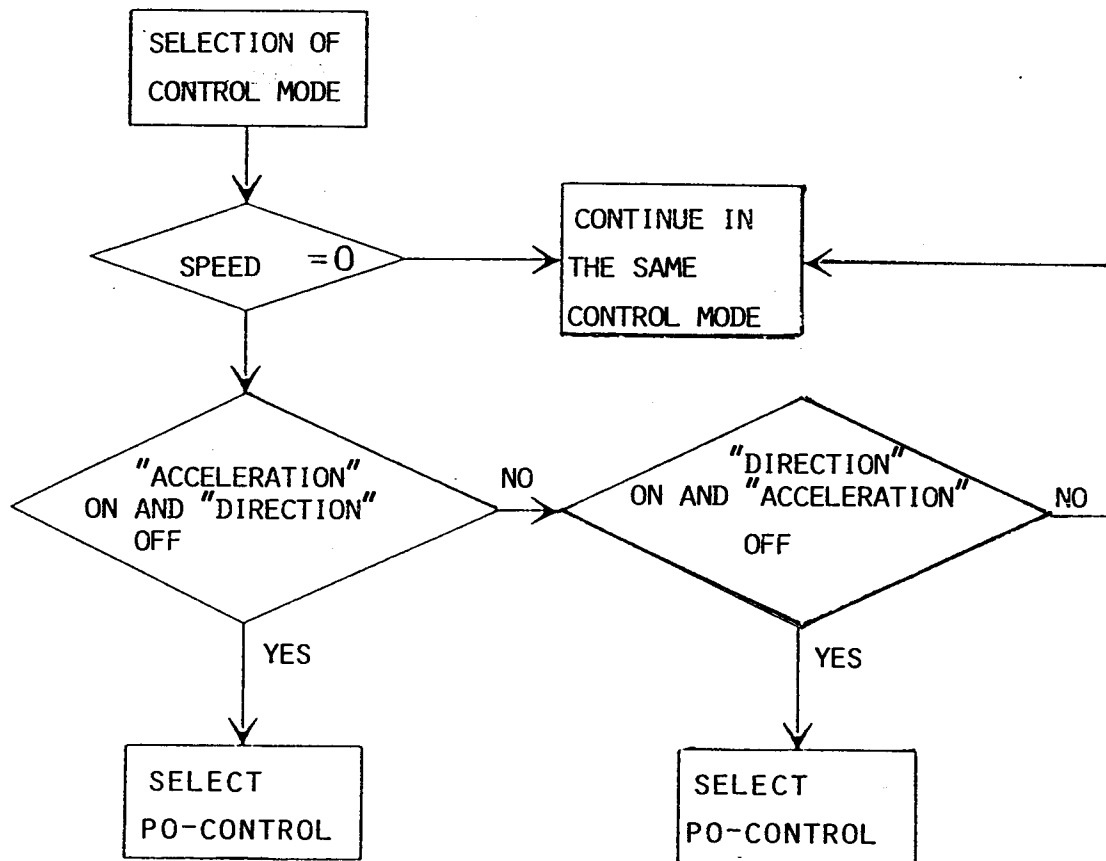 SELECTION OF
CONTROL MODE
SPEED =0
CONTINUE IN
THE SAME
CONTROL MODE
"ACCELERATION"
ON AND "DIRECTION"
OFF
NO
"DIRECTION"
ON AND "ACCELERATION"
OFF
NO
YES
YES
SELECT
PO-CONTROL
SELECT
PO-CONTROL